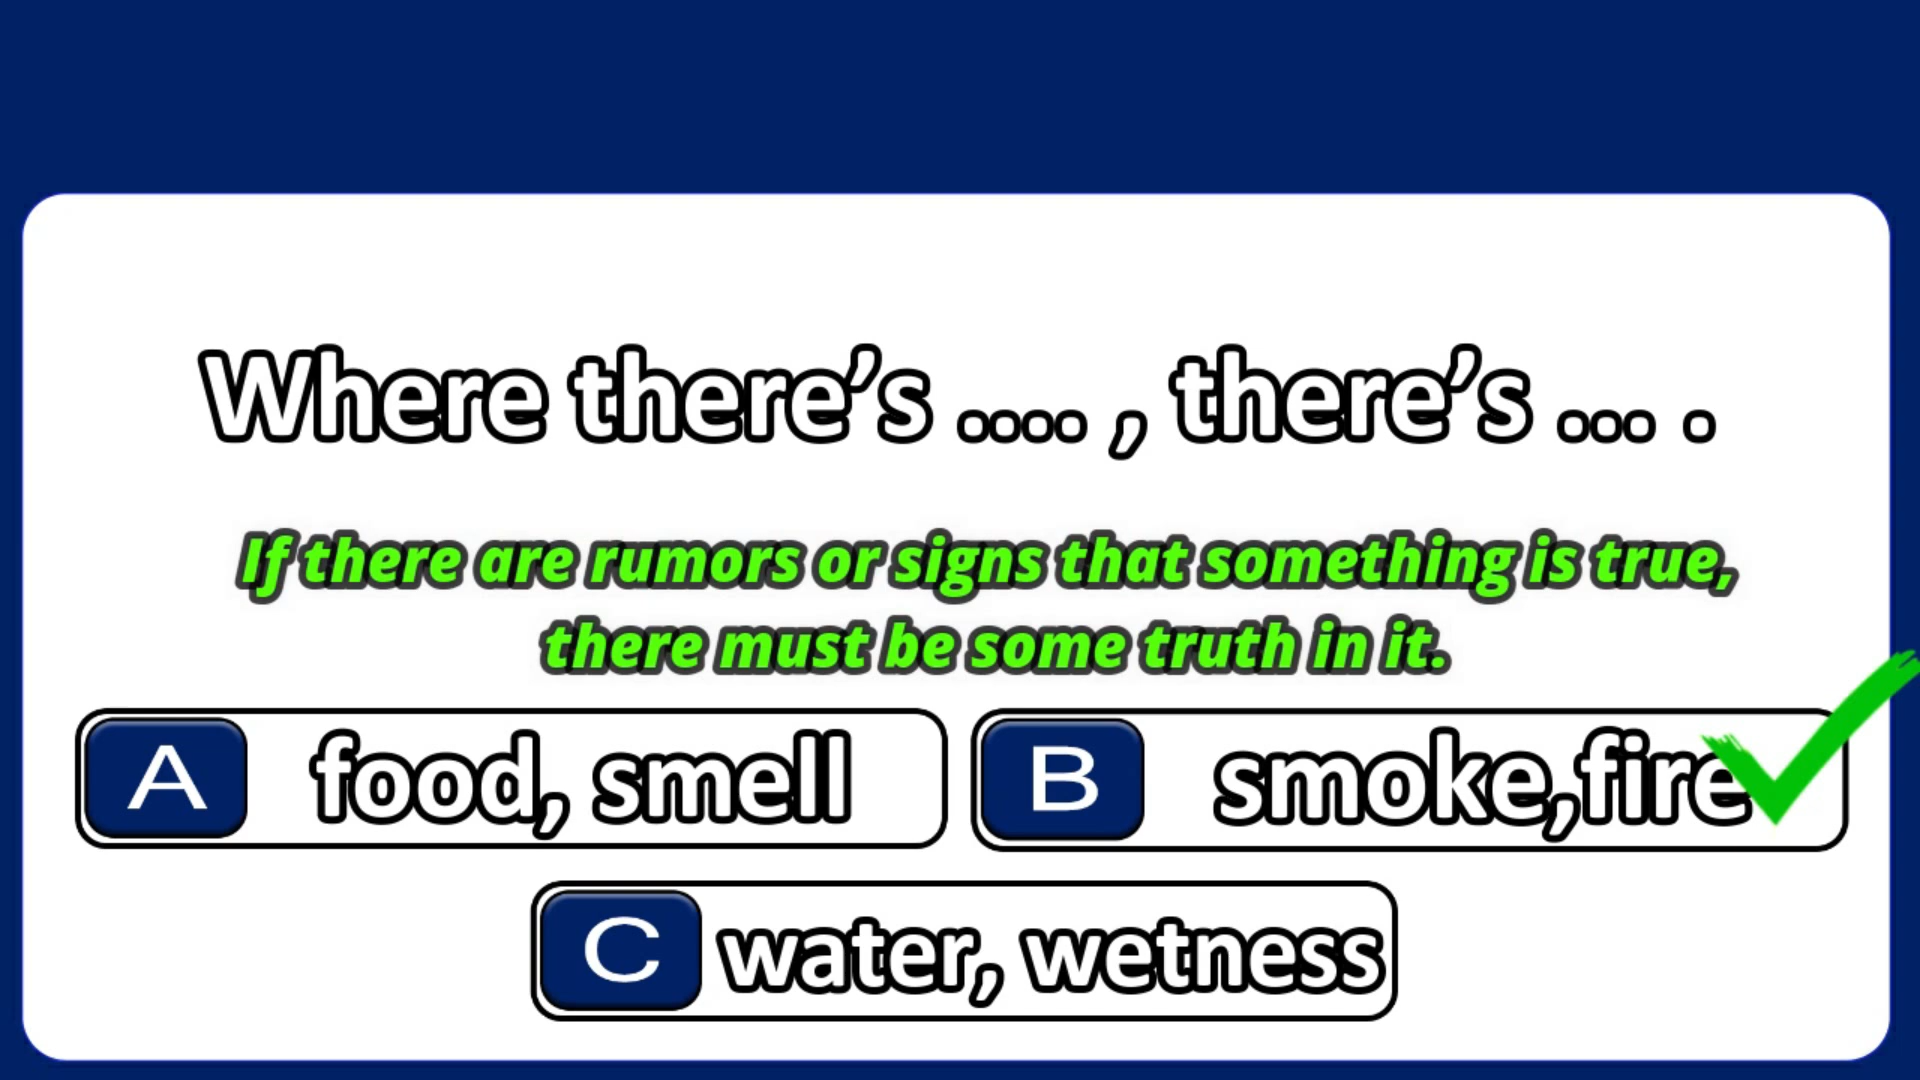 Where there’s .... , there’s ... .
If there are rumors or signs that something is true,
there must be some truth in it.
A food, smell
B smoke,fire
C water, wetness